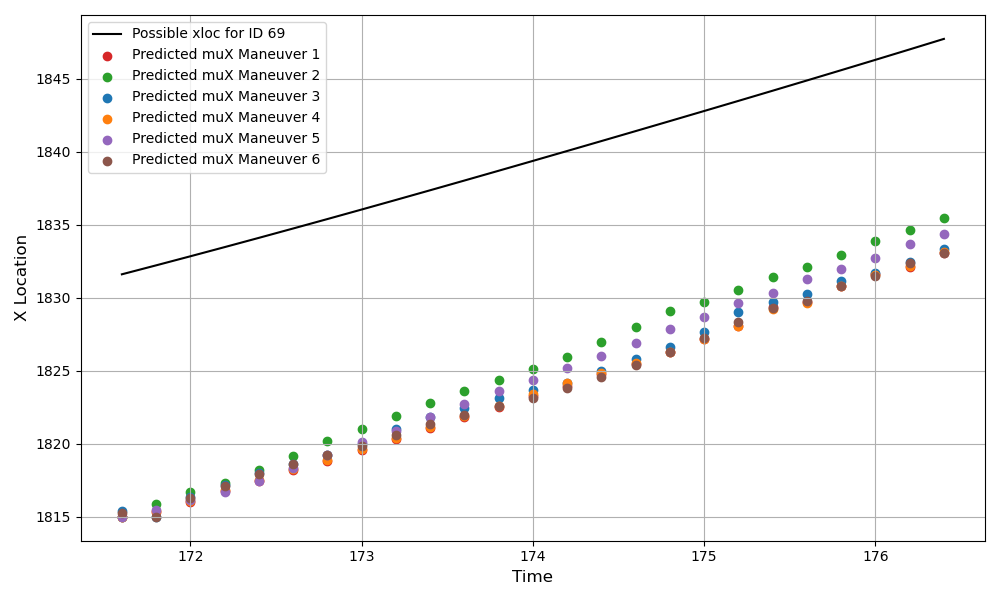 Possible xloc for ID 69
Predicted muX Maneuver 1
Predicted muX Maneuver 2
Predicted muX Maneuver 3
Predicted muX Maneuver 4
Predicted muX Maneuver 5
Predicted muX Maneuver 6
1845
1840
1835
1830
1825
1820
1815
X Location
172 173 174 175 176
Time